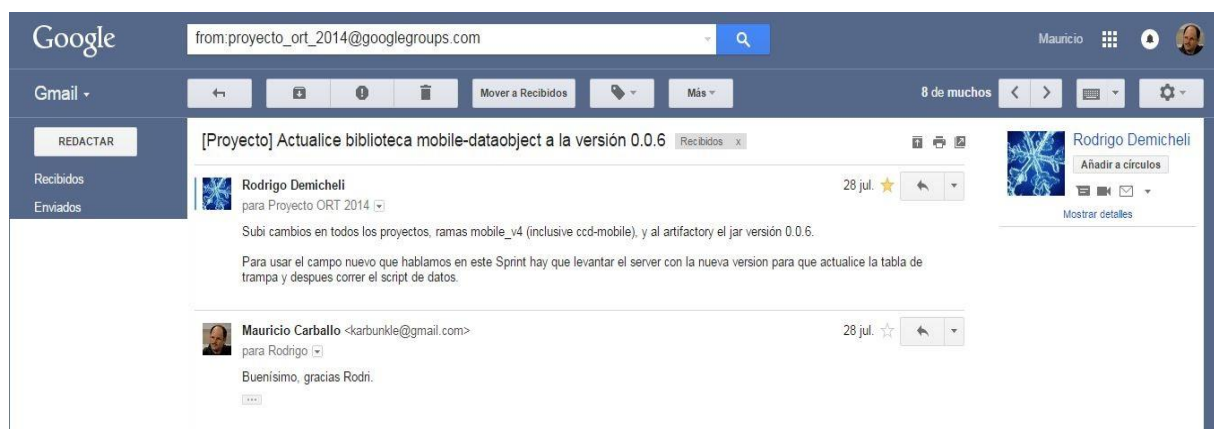 Google
from:proyecto_ort_2014@googlegroups.com
Mauricio
Gmail
Mover a Recibidos
Más
8 de muchos
REDACTAR
Recibidos
Enviados
[Proyecto] Actualice biblioteca mobile-dataobject a la versión 0.0.6
Recibidos x
Rodrigo Demicheli
28 jul.
para Proyecto ORT 2014
Subi cambios en todos los proyectos, ramas mobile_v4 (inclusive ccd-mobile), y al artifactory el jar versión 0.0.6.
Para usar el campo nuevo que hablamos en este Sprint hay que levantar el server con la nueva version para que actualice la tabla de
trampa y despues correr el script de datos.
Mauricio Carballo <karbunkle@gmail.com>
28 jul.
para Rodrigo
Buenísimo, gracias Rodri.
Rodrigo Demicheli
Añadir a círculos
Mostrar detalles